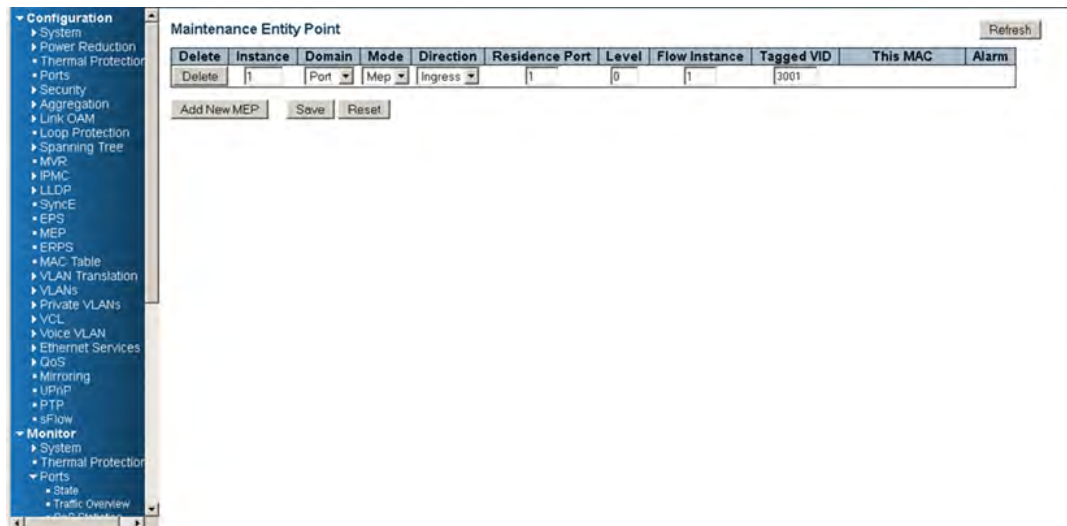 Configuration
System
Power Reduction
Thermal Protection
Ports
Security
Aggregation
Link OAM
Loop Protection
Spanning Tree
MVR
IPMC
LLDP
SyncE
EPS
MEP
ERPS
MAC Table
VLAN Translation
VLANs
Private VLANs
VCL
Voice VLAN
Ethernet Services
QoS
Mirroring
UPnP
PTP
sFlow
Monitor
System
Thermal Protection
Ports
State
Traffic Overview
QoS Statistics
Maintenance Entity Point
Refresh
Delete Instance Domain Mode Direction Residence Port Level Flow Instance Tagged VID This MAC Alarm
Delete 1 Port Mep Ingress 1 0 1 3001
Add New MEP Save Reset